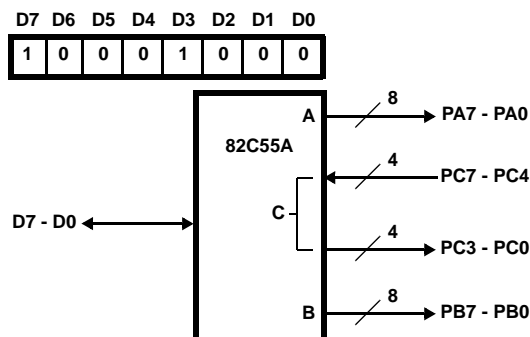 D7 D6 D5 D4 D3 D2 D1 D0
1 0 0 0 1 0 0 0
A 8 PA7 - PA0
82C55A
4 PC7 - PC4
C
D7 - D0
4 PC3 - PC0
B 8 PB7 - PB0